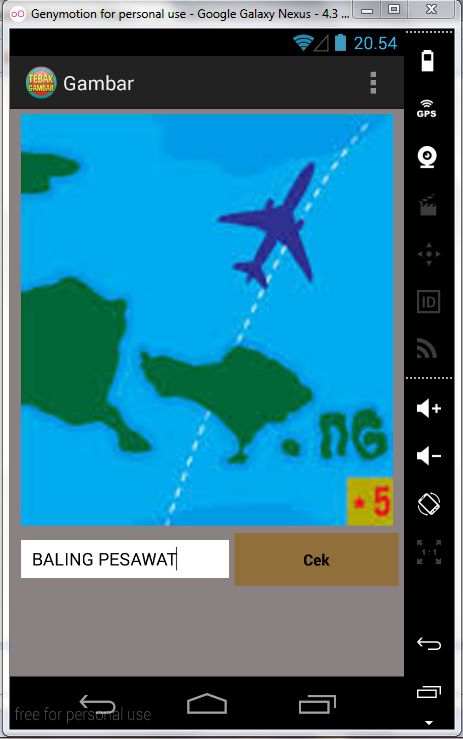 Genymotion for personal use - Google Galaxy Nexus - 4.3 ...
20.54
TEBAK
GAMBAR
Gambar
GPS
ID
.nG
★ 5
BALING PESAWAT
Cek
1:1
free for personal use